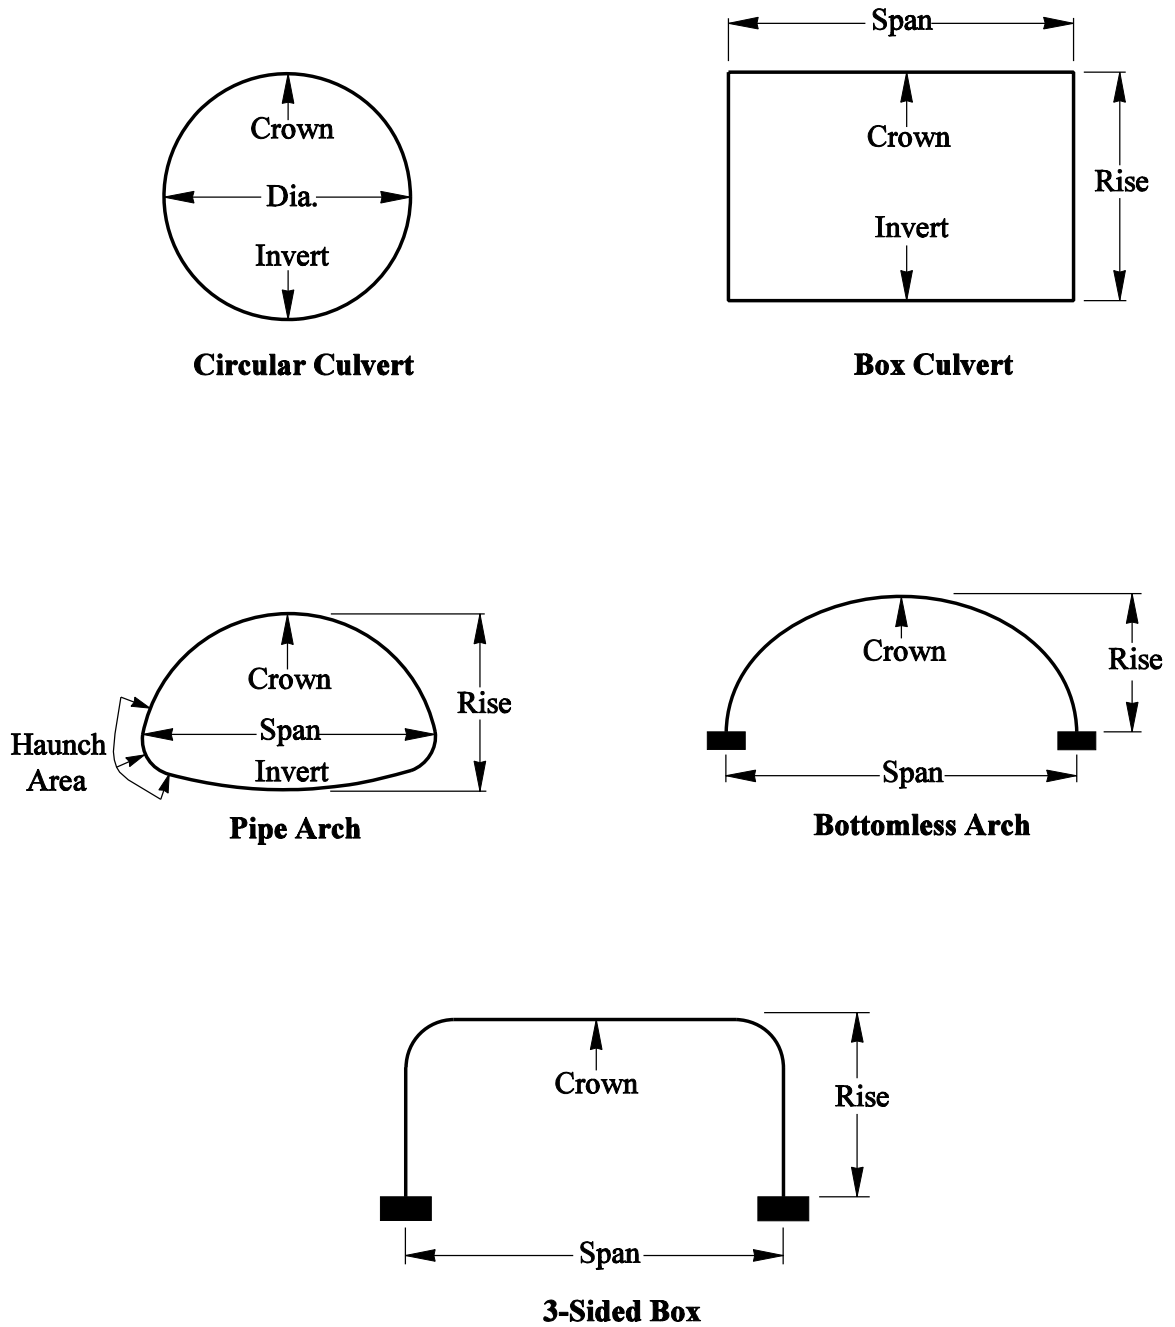 Crown
Dia.
Invert
Circular Culvert
Span
Crown
Rise
Invert
Box Culvert
Crown
Rise
Span
Haunch
Area
Invert
Pipe Arch
Crown
Rise
Span
Bottomless Arch
Crown
Rise
Span
3-Sided Box